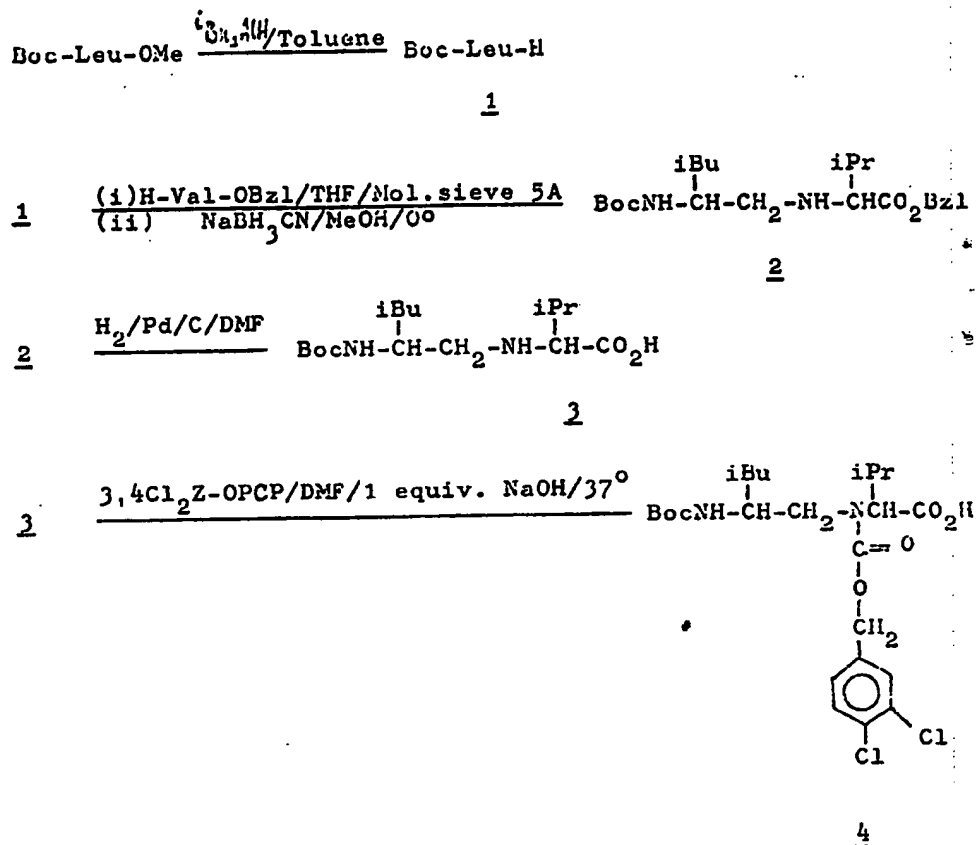 Boc-Leu-OMe /Toluene Boc-Leu-H
1
1 (i)H-Val-OBzl/THF/Mol.sieve 5A
(ii) NaBH3CN/MeOH/0°
iBu iPr
BocNH-CH-CH2-NH-CHCO2Bzl
2
2 H2/Pd/C/DMF
iBu iPr
BocNH-CH-CH2-NH-CH-CO2H
3
3 3,4Cl2Z-OPCP/DMF/1 equiv. NaOH/37°
iBu iPr
BocNH-CH-CH2-NCH-CO2H
C=O
O
CH2
Cl
Cl
4